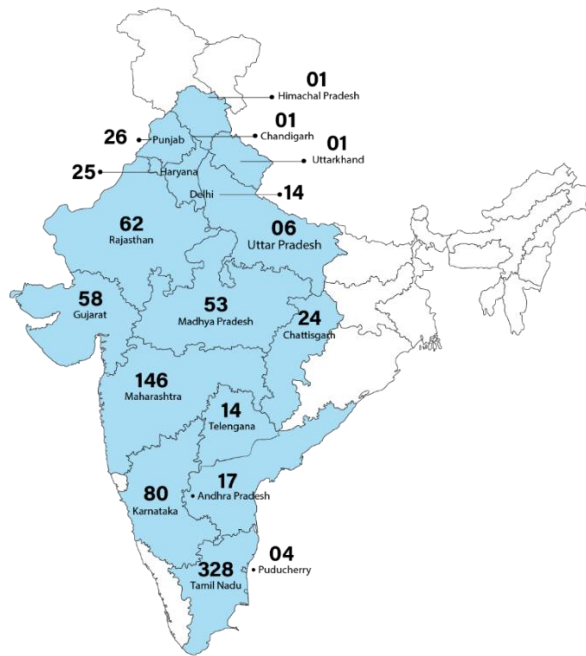 01
Himachal Pradesh
01
Chandigarh
26
Punjab
01
Uttarkhand
25
Haryana
Delhi
14
62
Rajasthan
06
Uttar Pradesh
58
Gujarat
53
Madhya Pradesh
24
Chattisgarh
146
Maharashtra
14
Telengana
17
Andhra Pradesh
80
Karnataka
04
Puducherry
328
Tamil Nadu